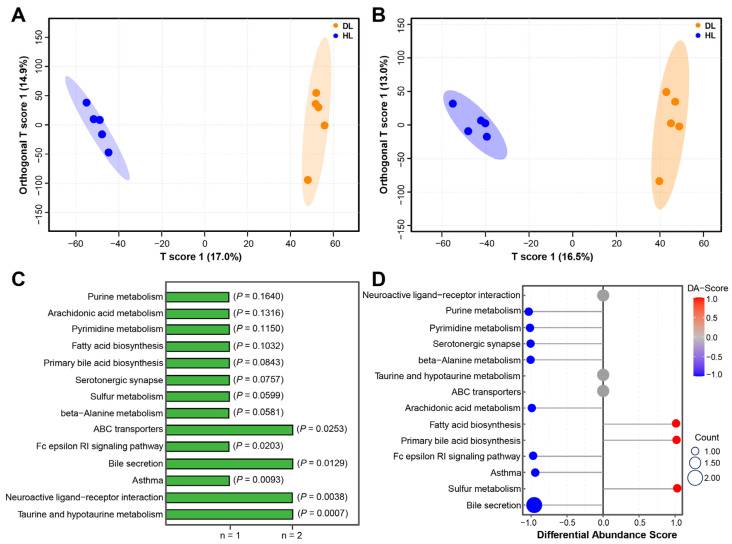 A
DL
HL
Orthogonal T score 1 (14.9%)
150
100
50
0
−50
−100
−150
−60
−40
−20
0
20
40
60
T score 1 (17.0%)
B
DL
HL
Orthogonal T score 1 (13.0%)
150
100
50
0
−50
−100
−150
−60
−40
−20
0
20
40
60
T score 1 (16.5%)
C
Purine metabolism (P = 0.1640)
Arachidonic acid metabolism (P = 0.1316)
Pyrimidine metabolism (P = 0.1150)
Fatty acid biosynthesis (P = 0.1032)
Primary bile acid biosynthesis (P = 0.0843)
Serotonergic synapse (P = 0.0757)
Sulfur metabolism (P = 0.0599)
beta−Alanine metabolism (P = 0.0581)
ABC transporters (P = 0.0253)
Fc epsilon RI signaling pathway (P = 0.0203)
Bile secretion (P = 0.0129)
Asthma (P = 0.0093)
Neuroactive ligand−receptor interaction (P = 0.0038)
Taurine and hypotaurine metabolism (P = 0.0007)
n = 1
n = 2
D
Neuroactive ligand−receptor interaction
Purine metabolism
Pyrimidine metabolism
Serotonergic synapse
beta−Alanine metabolism
Taurine and hypotaurine metabolism
ABC transporters
Arachidonic acid metabolism
Fatty acid biosynthesis
Primary bile acid biosynthesis
Fc epsilon RI signaling pathway
Asthma
Sulfur metabolism
Bile secretion
−1.0
−0.5
0.0
0.5
1.0
Differential Abundance Score
DA−Score
1.0
0.5
0.0
−0.5
−1.0
Count
1.00
1.50
2.00